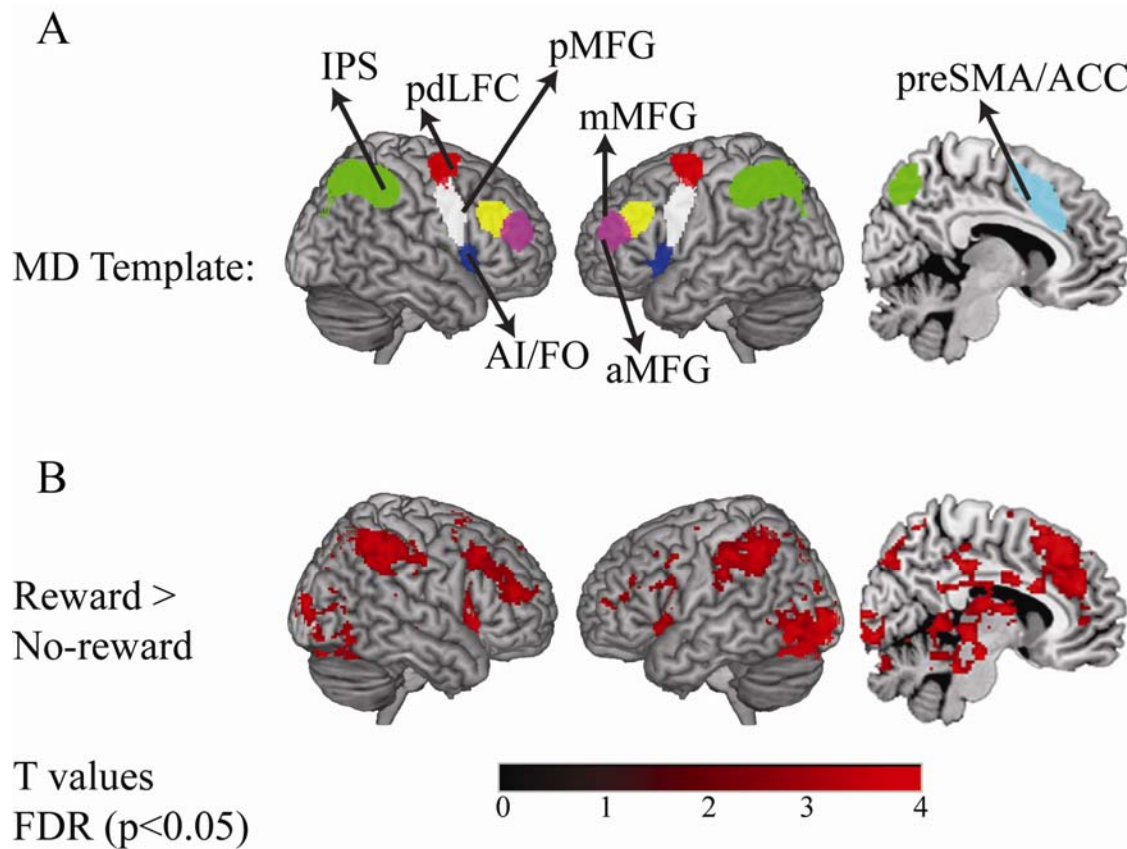 A
IPS
pdLFC
pMFG
mMFG
preSMA/ACC
MD Template:
AI/FO
aMFG
B
Reward >
No-reward
T values
FDR (p<0.05)
0 1 2 3 4